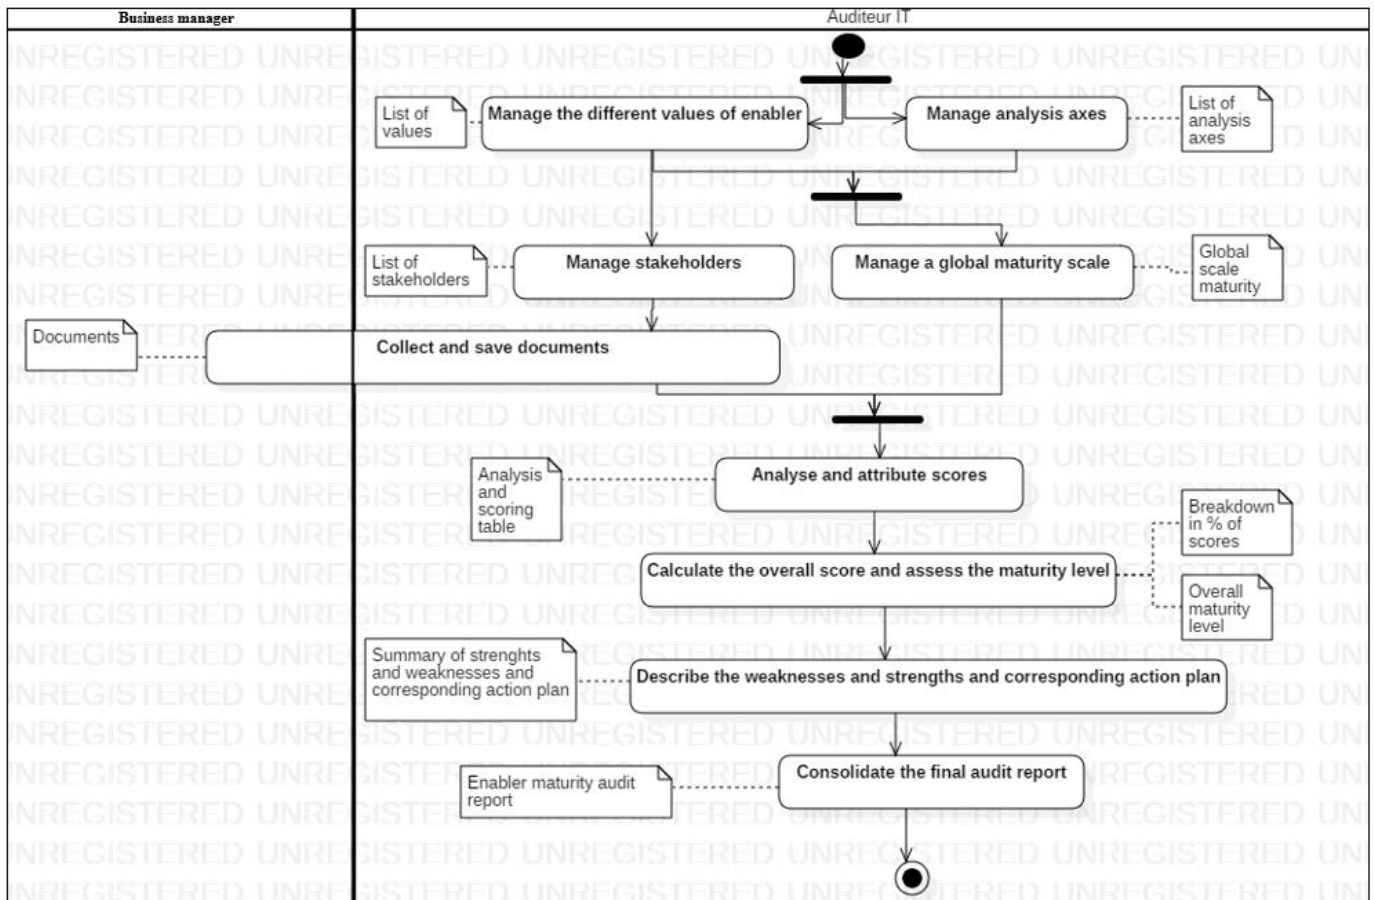 Business manager
Auditeur IT
List of
values
Manage the different values of enabler
Manage analysis axes
List of
analysis
axes
List of
stakeholders
Manage stakeholders
Manage a global maturity scale
Global
scale
maturity
Documents
Collect and save documents
Analysis
and
scoring
table
Analyse and attribute scores
Breakdown
in % of
scores
Calculate the overall score and assess the maturity level
Overall
maturity
level
Summary of strenghts
and weaknesses and
corresponding action plan
Describe the weaknesses and strengths and corresponding action plan
Consolidate the final audit report
Enabler maturity audit
report
UNREGISTERED